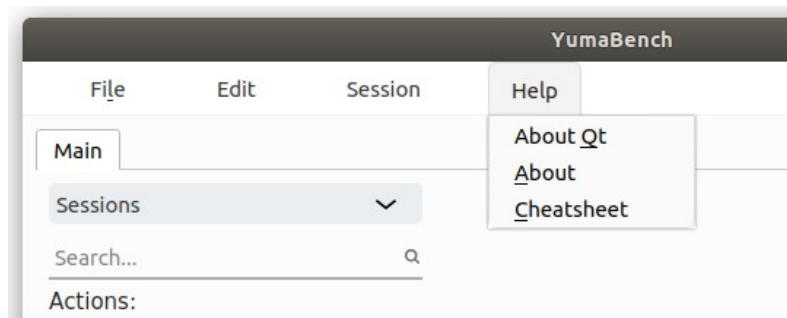 YumaBench
File Edit Session Help
About Qt
Main
About
Sessions
Cheatsheet
Search...
Actions: